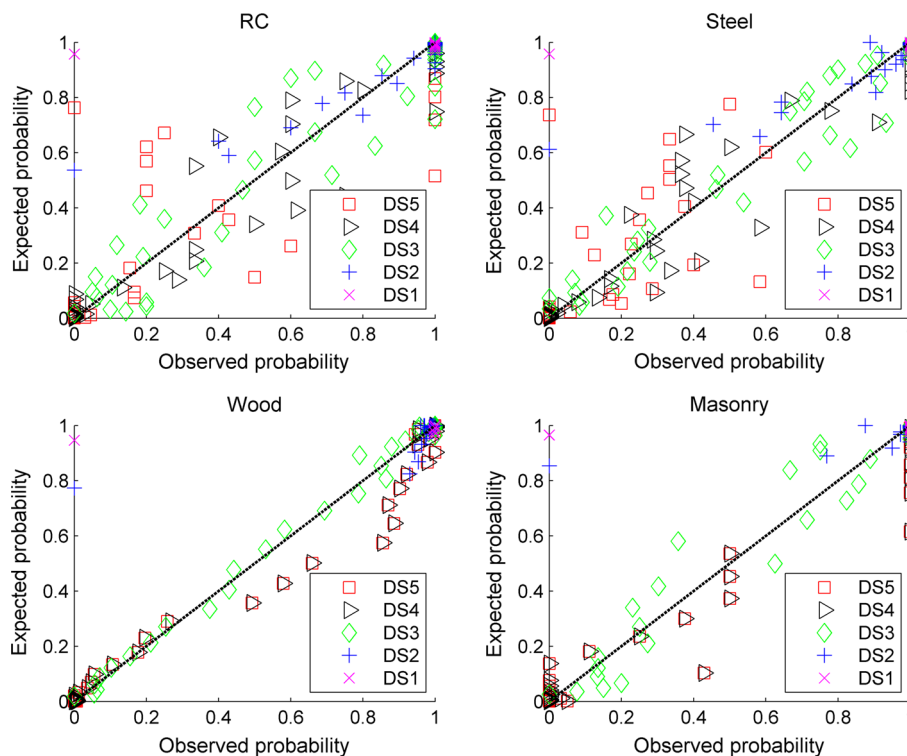 RC
1
0.8
0.6
0.4
0.2
0
Expected probability
DS5
DS4
DS3
DS2
DS1
0 0.2 0.4 0.6 0.8 1
Observed probability
Steel
1
0.8
0.6
0.4
0.2
0
Expected probability
DS5
DS4
DS3
DS2
DS1
0 0.2 0.4 0.6 0.8
Observed probability
Wood
1
0.8
0.6
0.4
0.2
0
Expected probability
DS5
DS4
DS3
DS2
DS1
0 0.2 0.4 0.6 0.8 1
Observed probability
Masonry
1
0.8
0.6
0.4
0.2
0
Expected probability
DS5
DS4
DS3
DS2
DS1
0 0.2 0.4 0.6 0.8
Observed probability